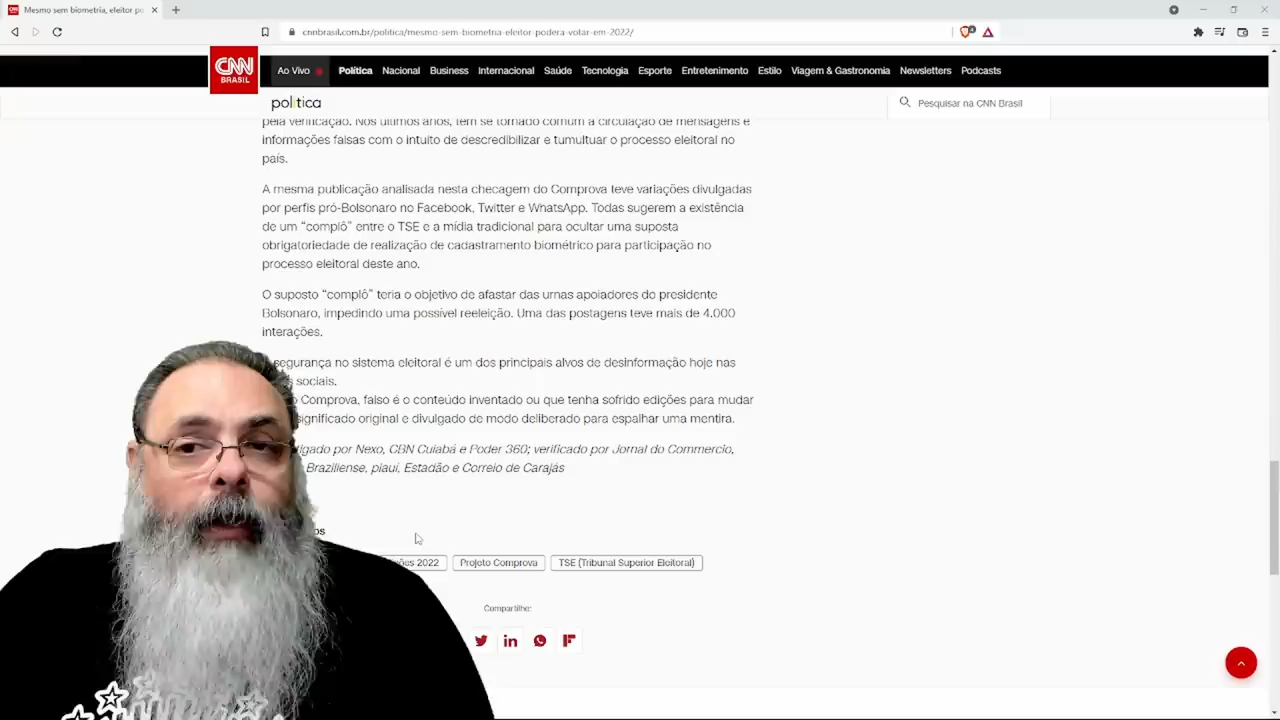 Mesmo sem biometria, eleitor po
cnnbrasil.com.br/politica/mesmo-sem-biometria-eleitor-podera-votar-em-2022/
CNN
BRASIL
Ao Vivo Política Nacional Business Internacional Saúde Tecnologia Esporte Entretenimento Estilo Viagem & Gastronomia Newsletters Podcasts
política
Pesquisar na CNN Brasil
pela verificação. Nos últimos anos, tem se tornado comum a circulação de mensagens e
informações falsas com o intuito de descredibilizar e tumultuar o processo eleitoral no
país.
A mesma publicação analisada nesta checagem do Comprova teve variações divulgadas
por perfis pró-Bolsonaro no Facebook, Twitter e WhatsApp. Todas sugerem a existência
de um “complô” entre o TSE e a mídia tradicional para ocultar uma suposta
obrigatoriedade de realização de cadastramento biométrico para participação no
processo eleitoral deste ano.
O suposto “complô” teria o objetivo de afastar das urnas apoiadores do presidente
Bolsonaro, impedindo uma possível reeleição. Uma das postagens teve mais de 4.000
interações.
segurança no sistema eleitoral é um dos principais alvos de desinformação hoje nas
sociais.
Comprova, falso é o conteúdo inventado ou que tenha sofrido edições para mudar
significado original e divulgado de modo deliberado para espalhar uma mentira.
por Nexo, CBN Cuiabá e Poder 360; verificado por Jornal do Commercio,
Braziliense, piauí, Estadão e Correio de Carajás
2022 Projeto Comprova TSE (Tribunal Superior Eleitoral)
Compartilhe:
in